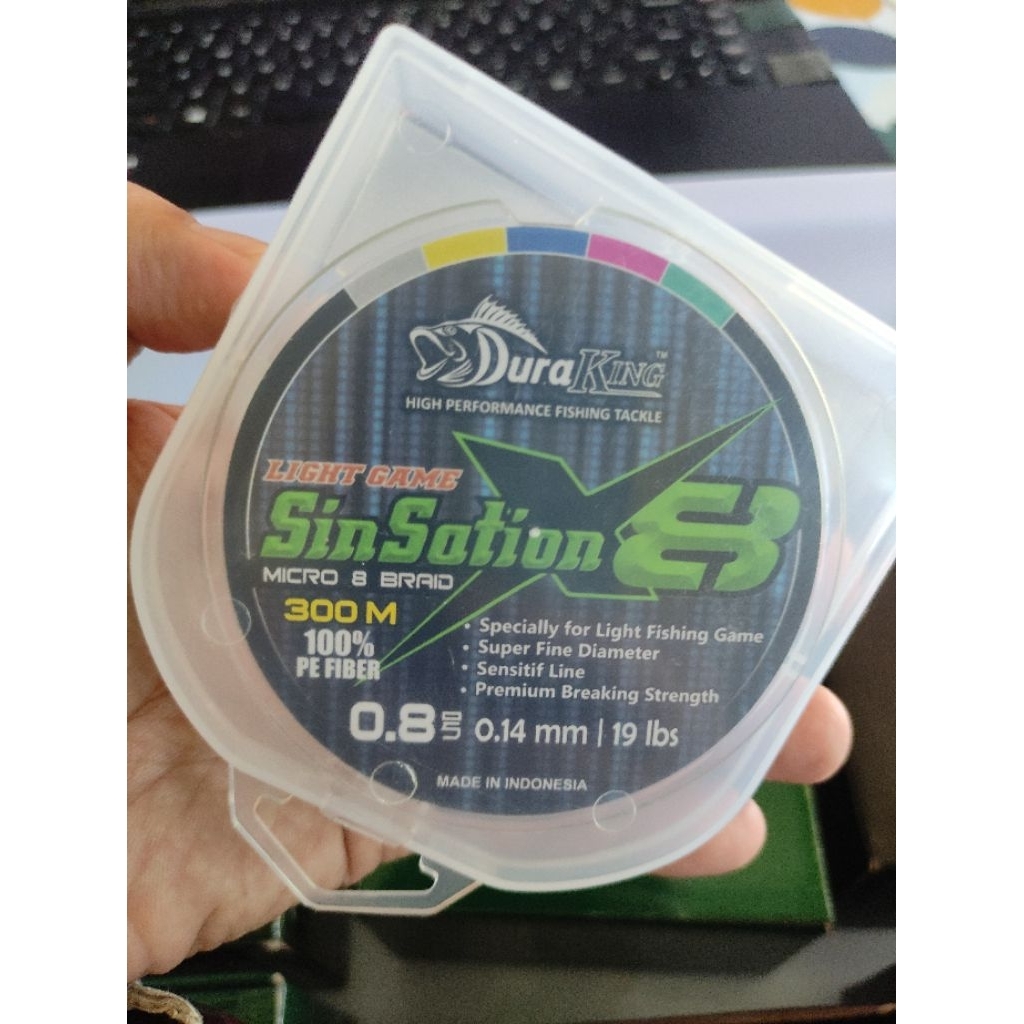 DuraKing™
HIGH PERFORMANCE FISHING TACKLE
LIGHT GAME
SinSation X8
MICRO 8 BRAID
300 M
100%
PE FIBER
• Specially for Light Fishing Game
• Super Fine Diameter
• Sensitif Line
• Premium Breaking Strength
0.8 GOU 0.14 mm | 19 lbs
MADE IN INDONESIA